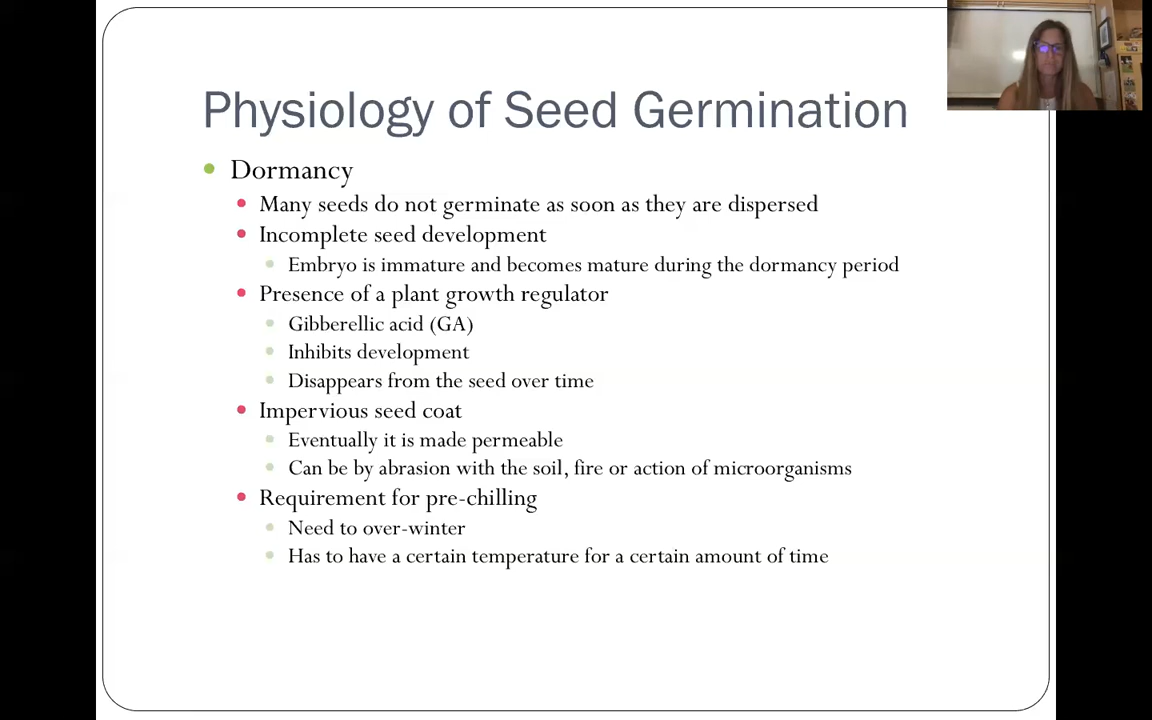 Physiology of Seed Germination
Dormancy
Many seeds do not germinate as soon as they are dispersed
Incomplete seed development
Embryo is immature and becomes mature during the dormancy period
Presence of a plant growth regulator
Gibberellic acid (GA)
Inhibits development
Disappears from the seed over time
Impervious seed coat
Eventually it is made permeable
Can be by abrasion with the soil, fire or action of microorganisms
Requirement for pre-chilling
Need to over-winter
Has to have a certain temperature for a certain amount of time